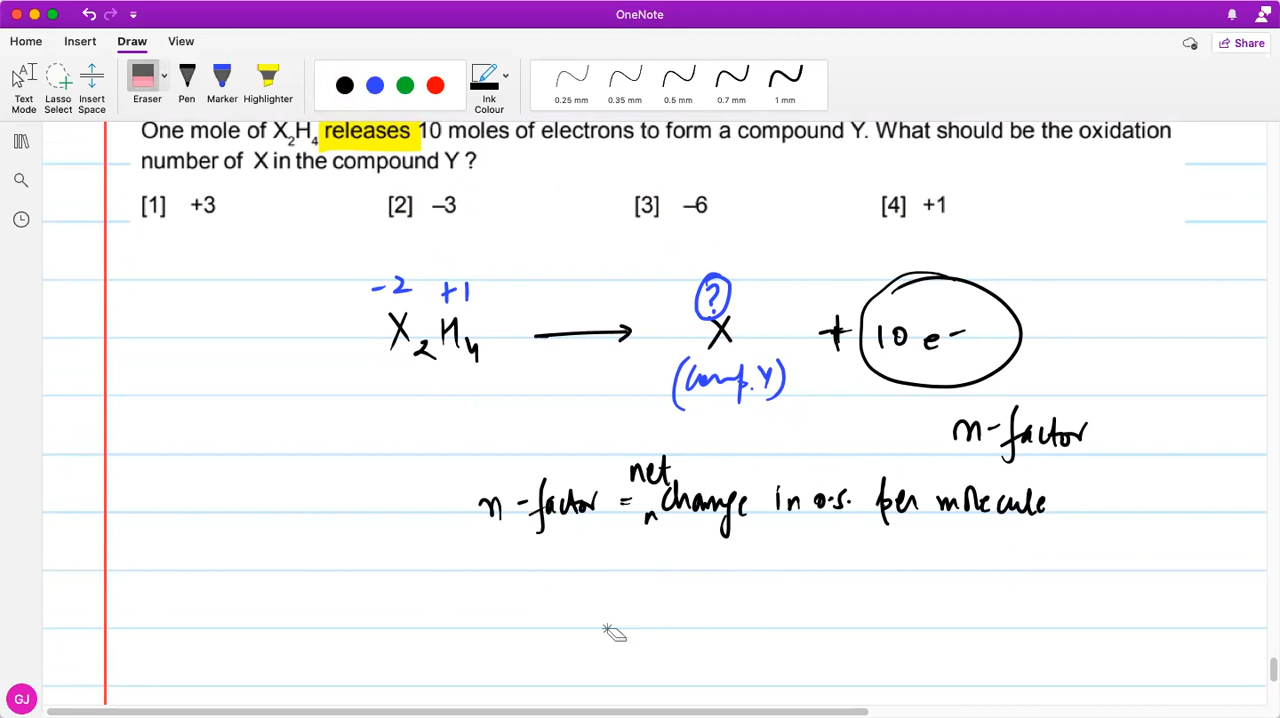 OneNote
Home Insert Draw View
Share
Text Mode
Lasso Select
Insert Space
Eraser
Pen
Marker
Highlighter
Ink Colour
0.25 mm 0.35 mm 0.5 mm 0.7 mm 1 mm
One mole of X₂H₄ releases 10 moles of electrons to form a compound Y. What should be the oxidation
number of X in the compound Y ?
[1] +3 [2] –3 [3] –6 [4] +1
-2 +1 ?
X₂H₄ ⟶ X + 10 e-
(comp. Y)
n-factor
net
n-factor = change in o.s. per molecule
GJ